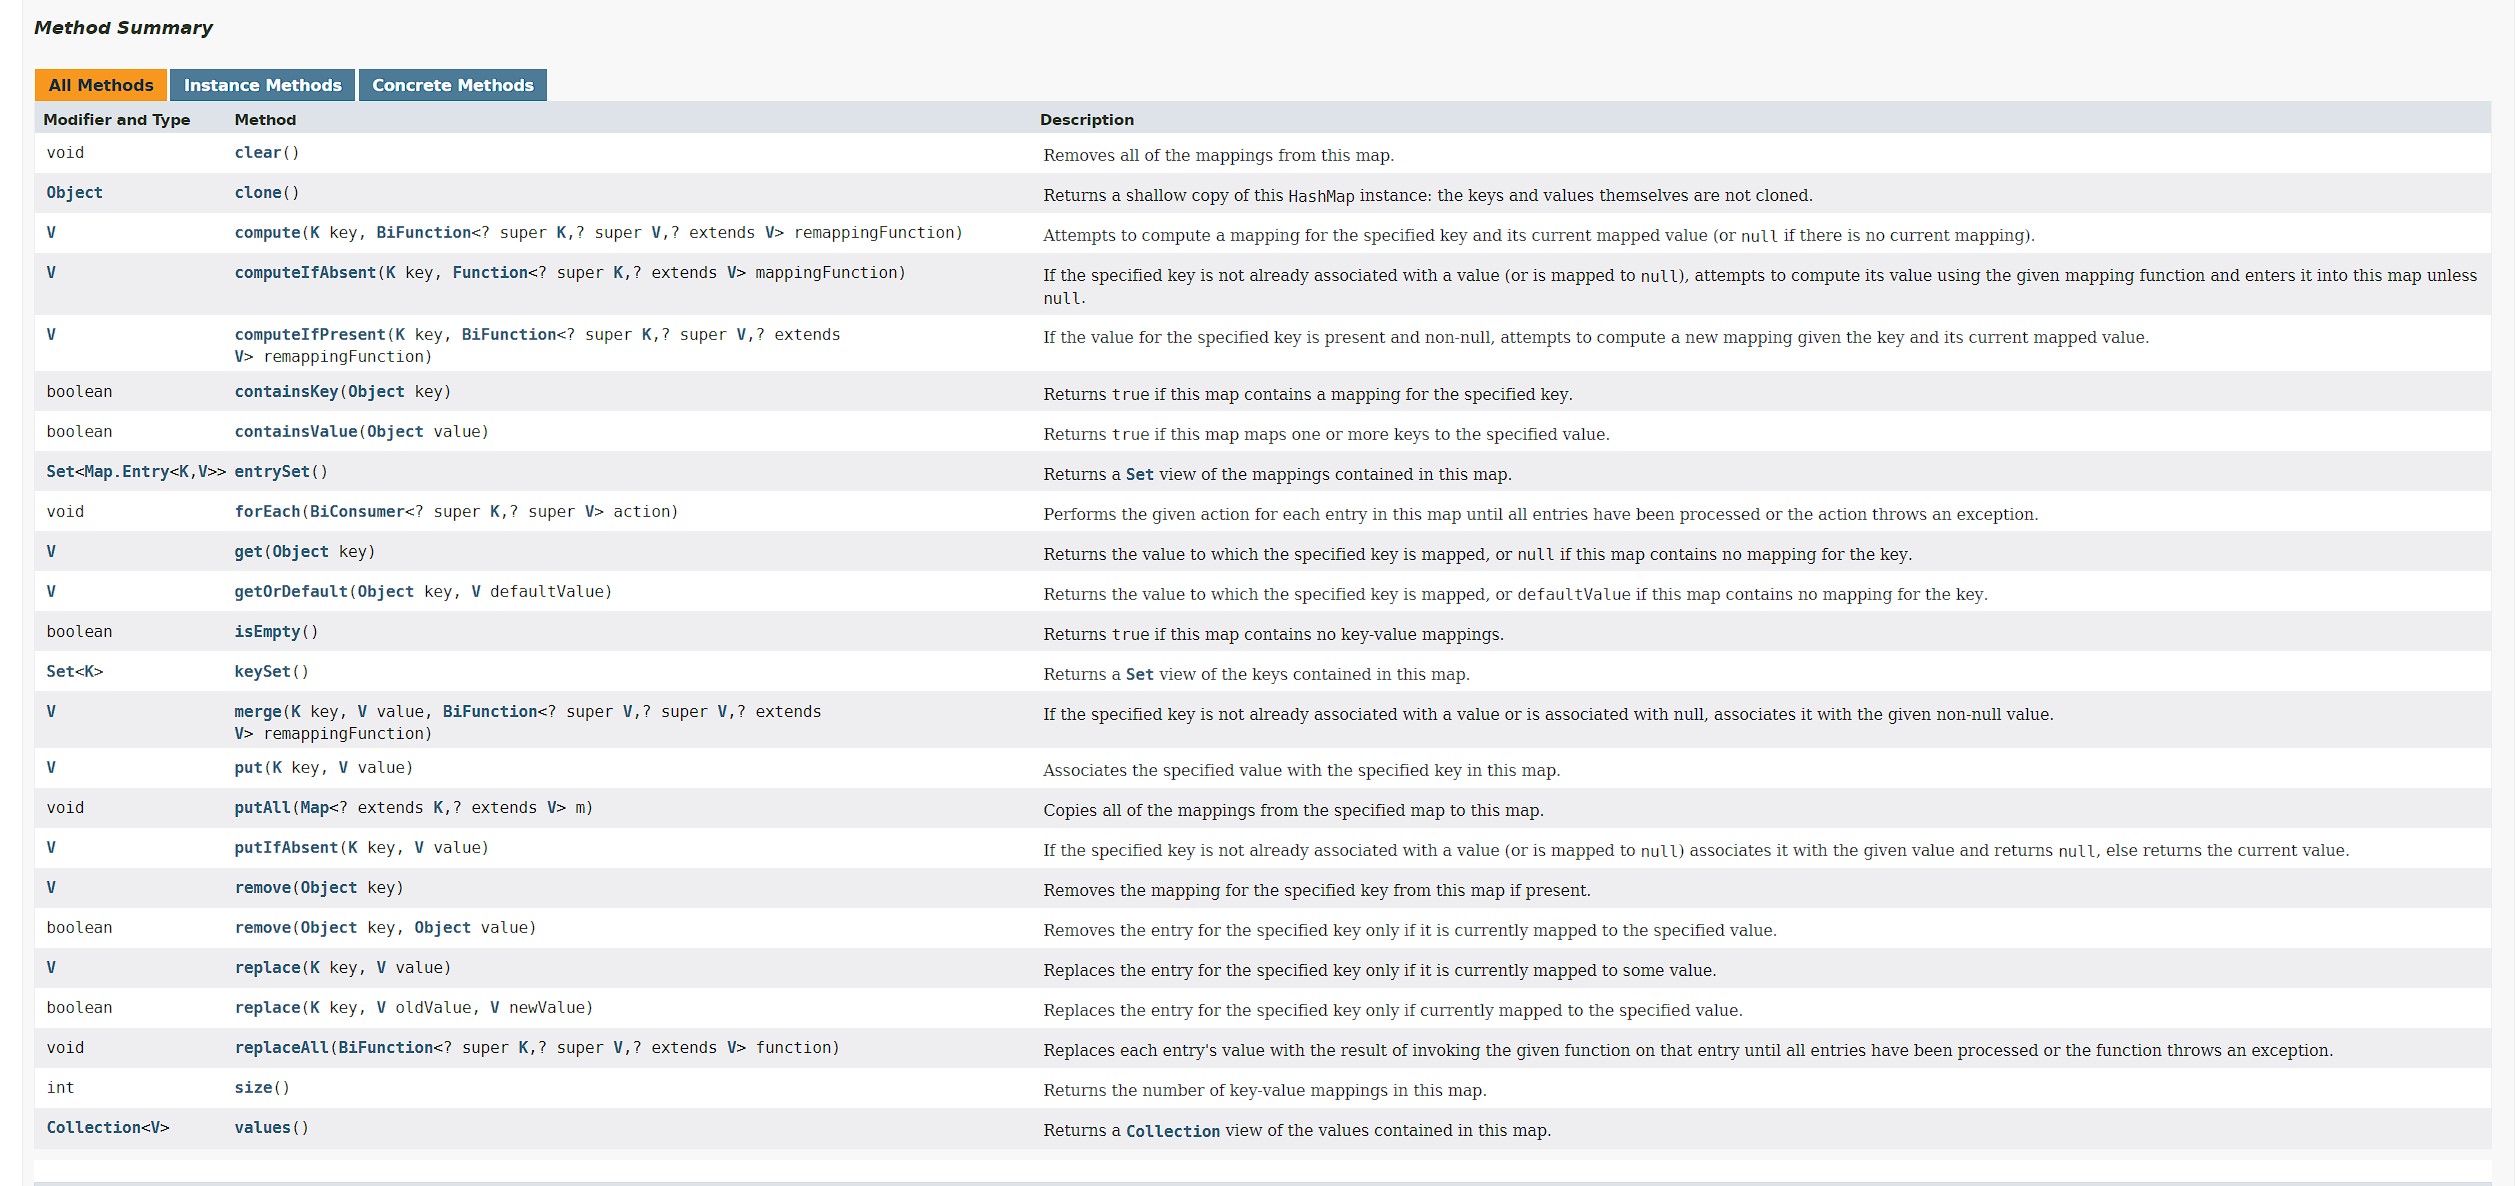 Method Summary
All Methods Instance Methods Concrete Methods
Modifier and Type Method Description
void clear() Removes all of the mappings from this map.
Object clone() Returns a shallow copy of this HashMap instance: the keys and values themselves are not cloned.
V compute(K key, BiFunction<? super K,? super V,? extends V> remappingFunction) Attempts to compute a mapping for the specified key and its current mapped value (or null if there is no current mapping).
V computeIfAbsent(K key, Function<? super K,? extends V> mappingFunction) If the specified key is not already associated with a value (or is mapped to null), attempts to compute its value using the given mapping function and enters it into this map unless
null.
V computeIfPresent(K key, BiFunction<? super K,? super V,? extends If the value for the specified key is present and non-null, attempts to compute a new mapping given the key and its current mapped value.
V> remappingFunction)
boolean containsKey(Object key) Returns true if this map contains a mapping for the specified key.
boolean containsValue(Object value) Returns true if this map maps one or more keys to the specified value.
Set<Map.Entry<K,V>> entrySet() Returns a Set view of the mappings contained in this map.
void forEach(BiConsumer<? super K,? super V> action) Performs the given action for each entry in this map until all entries have been processed or the action throws an exception.
V get(Object key) Returns the value to which the specified key is mapped, or null if this map contains no mapping for the key.
V getOrDefault(Object key, V defaultValue) Returns the value to which the specified key is mapped, or defaultValue if this map contains no mapping for the key.
boolean isEmpty() Returns true if this map contains no key-value mappings.
Set<K> keySet() Returns a Set view of the keys contained in this map.
V merge(K key, V value, BiFunction<? super V,? super V,? extends If the specified key is not already associated with a value or is associated with null, associates it with the given non-null value.
V> remappingFunction)
V put(K key, V value) Associates the specified value with the specified key in this map.
void putAll(Map<? extends K,? extends V> m) Copies all of the mappings from the specified map to this map.
V putIfAbsent(K key, V value) If the specified key is not already associated with a value (or is mapped to null) associates it with the given value and returns null, else returns the current value.
V remove(Object key) Removes the mapping for the specified key from this map if present.
boolean remove(Object key, Object value) Removes the entry for the specified key only if it is currently mapped to the specified value.
V replace(K key, V value) Replaces the entry for the specified key only if it is currently mapped to some value.
boolean replace(K key, V oldValue, V newValue) Replaces the entry for the specified key only if currently mapped to the specified value.
void replaceAll(BiFunction<? super K,? super V,? extends V> function) Replaces each entry's value with the result of invoking the given function on that entry until all entries have been processed or the function throws an exception.
int size() Returns the number of key-value mappings in this map.
Collection<V> values() Returns a Collection view of the values contained in this map.